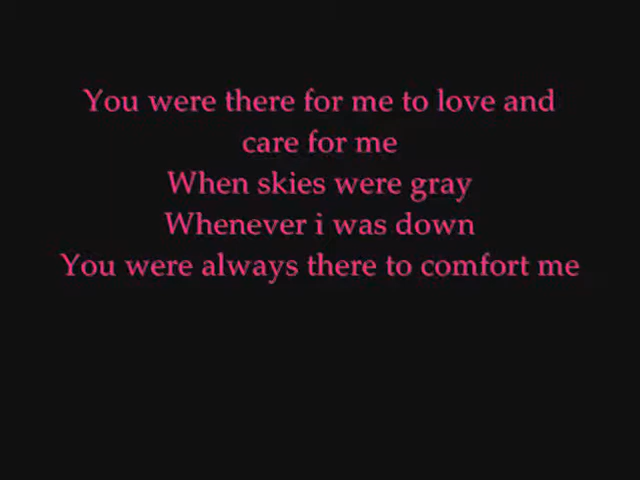 You were there for me to love and
care for me
When skies were gray
Whenever i was down
You were always there to comfort me